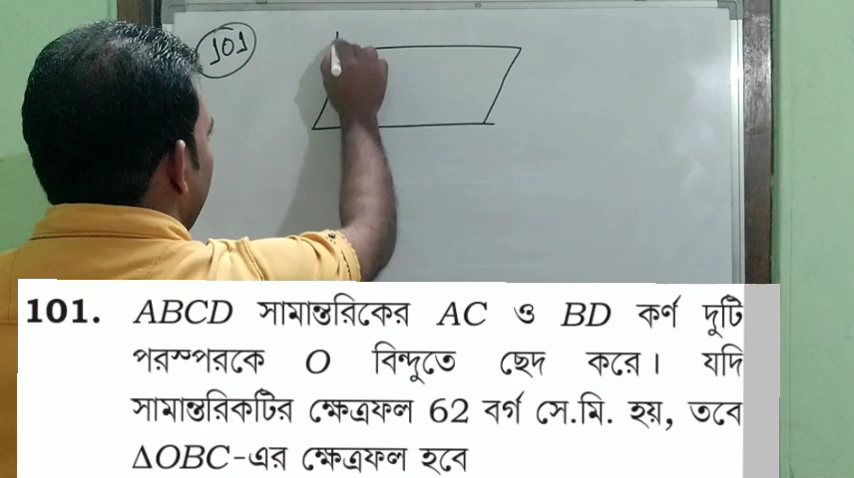 101
101. ABCD সামান্তরিকের AC ও BD কর্ণ দুটি
পরস্পরকে O বিন্দুতে ছেদ করে। যদি
সামান্তরিকটির ক্ষেত্রফল 62 বর্গ সে.মি. হয়, তবে
ΔOBC-এর ক্ষেত্রফল হবে